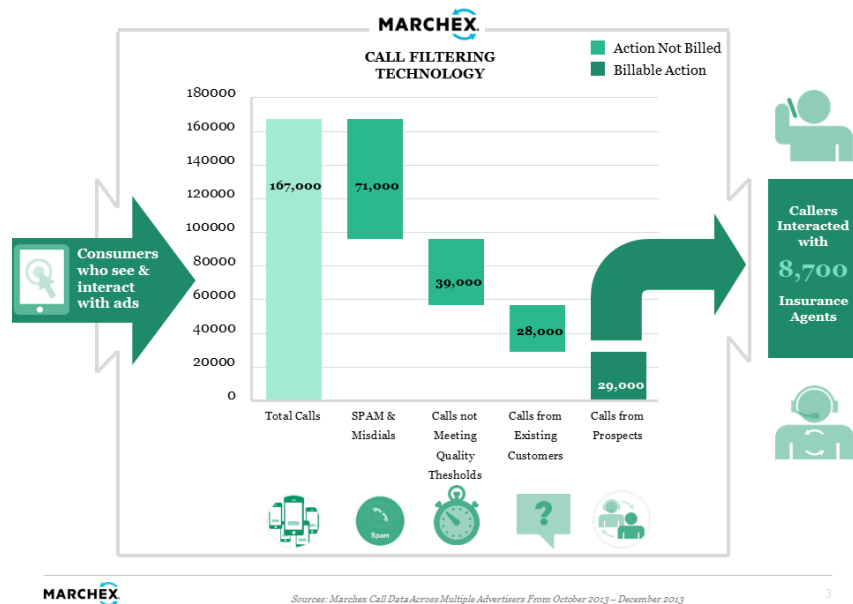 MARCHEX
CALL FILTERING
TECHNOLOGY
Action Not Billed
Billable Action
180000
160000
140000
120000
100000
80000
60000
40000
20000
0
167,000
71,000
39,000
28,000
29,000
Total Calls
SPAM &
Misdials
Calls not
Meeting
Quality
Thesholds
Calls from
Existing
Customers
Calls from
Prospects
Consumers
who see &
interact
with ads
Callers
Interacted
with
8,700
Insurance
Agents
Spam
?
MARCHEX
Sources: Marchex Call Data Across Multiple Advertisers From October 2013 – December 2013
3